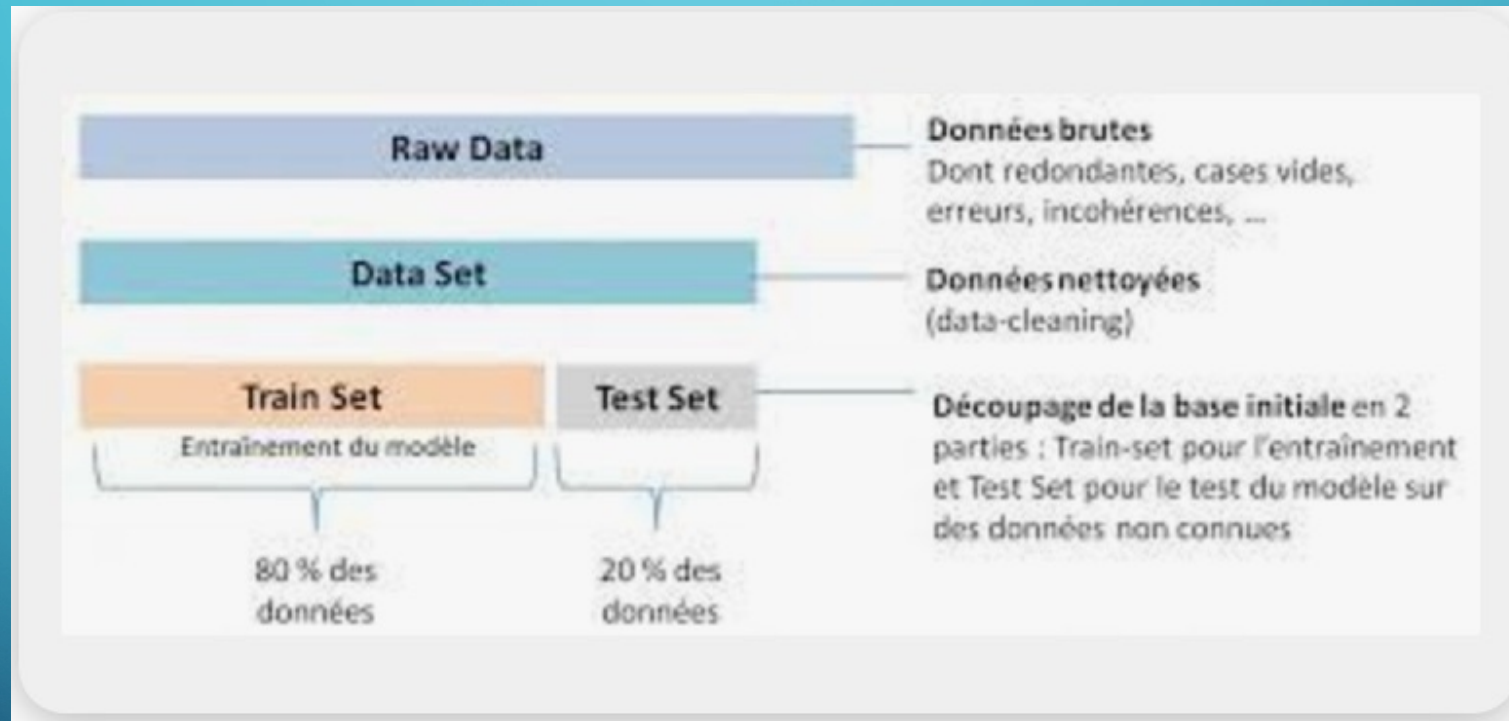 Raw Data
Données brutes
Dont redondantes, cases vides,
erreurs, incohérences, ...
Data Set
Données nettoyées
(data-cleaning)
Train Set
Test Set
Entraînement du modèle
Découpage de la base initiale en 2
parties : Train-set pour l'entraînement
et Test Set pour le test du modèle sur
des données non connues
80 % des
données
20 % des
données